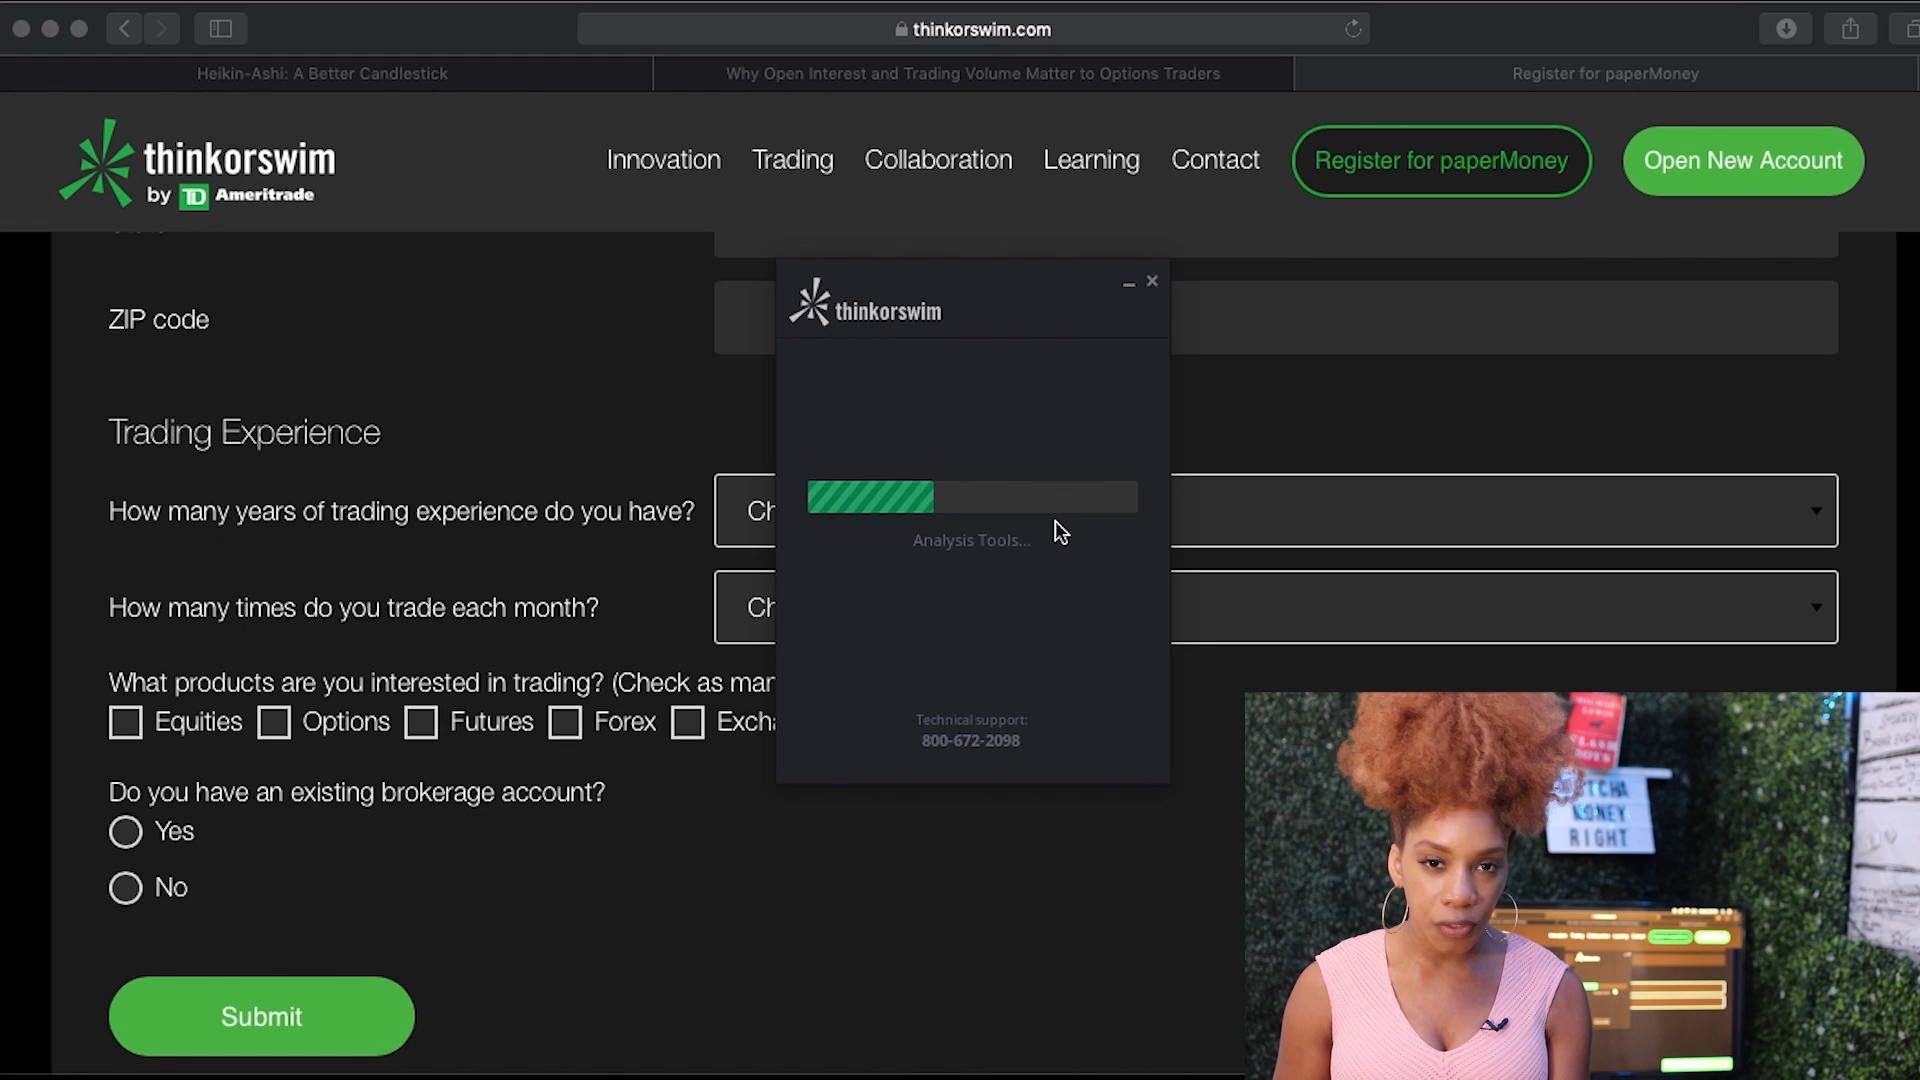 thinkorswim.com
Heikin-Ashi: A Better Candlestick
Why Open Interest and Trading Volume Matter to Options Traders
Register for paperMoney
thinkorswim
by TD Ameritrade
Innovation
Trading
Collaboration
Learning
Contact
Register for paperMoney
Open New Account
ZIP code
Trading Experience
How many years of trading experience do you have?
Ch
How many times do you trade each month?
Ch
What products are you interested in trading? (Check as mar
Equities
Options
Futures
Forex
Excha
Do you have an existing brokerage account?
Yes
No
Submit
thinkorswim
Analysis Tools...
Technical support:
800-672-2098
MONEY
RIGHT